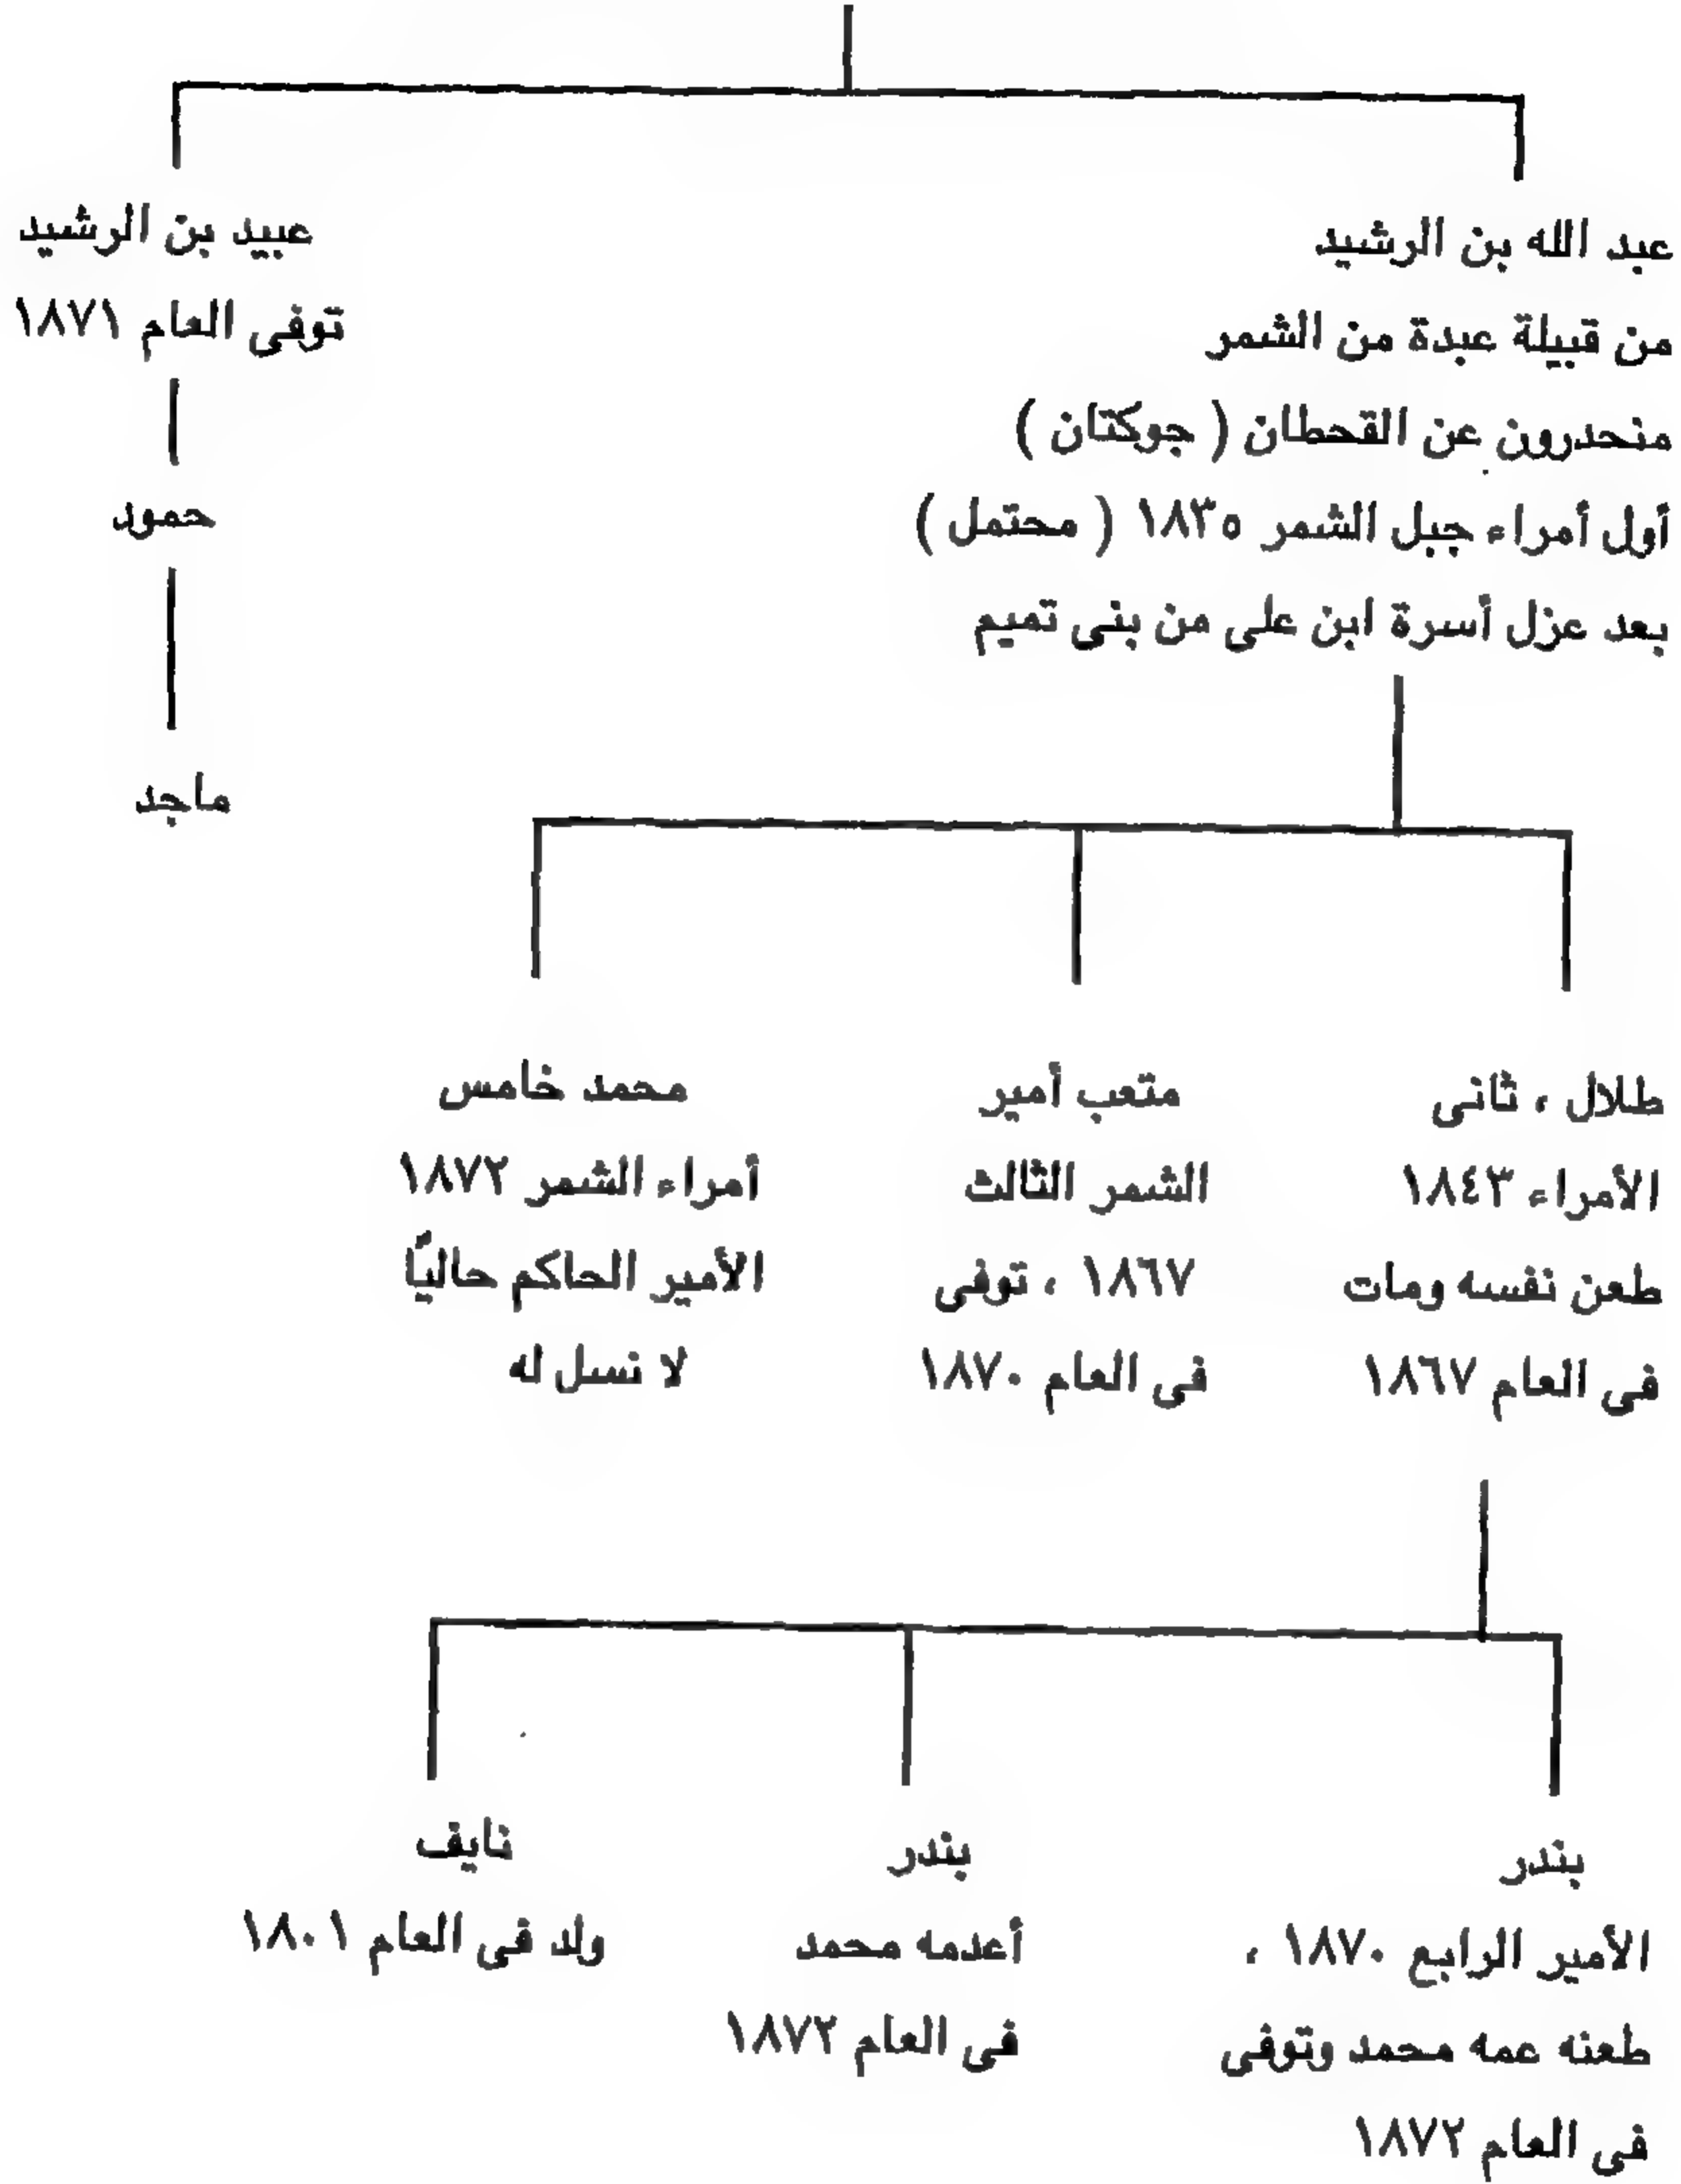 عبد الله بن الرشيد
من قبيلة عبدة من الشمر
منحدرون عن القحطان ( جوكتان )
أول أمراء جبل الشمر ١٨٣٥ ( محتمل )
بعد عزل أسرة ابن على من بنى تميم
عبيد بن الرشيد
توفى العام ١٨٧١
حمود
ماجد
طلال ، ثانى
الأمراء ١٨٤٣
طعن نفسه ومات
فى العام ١٨٦٧
متعب أمير
الشمر الثالث
١٨٦٧ ، توفى
فى العام ١٨٧٠
محمد خامس
أمراء الشمر ١٨٧٢
الأمير الحاكم حاليًا
لا نسل له
بندر
الأمير الرابع ١٨٧٠ ،
طعنه عمه محمد وتوفى
فى العام ١٨٧٢
بندر
أعدمه محمد
فى العام ١٨٧٢
نايف
ولد فى العام ١٨٠١